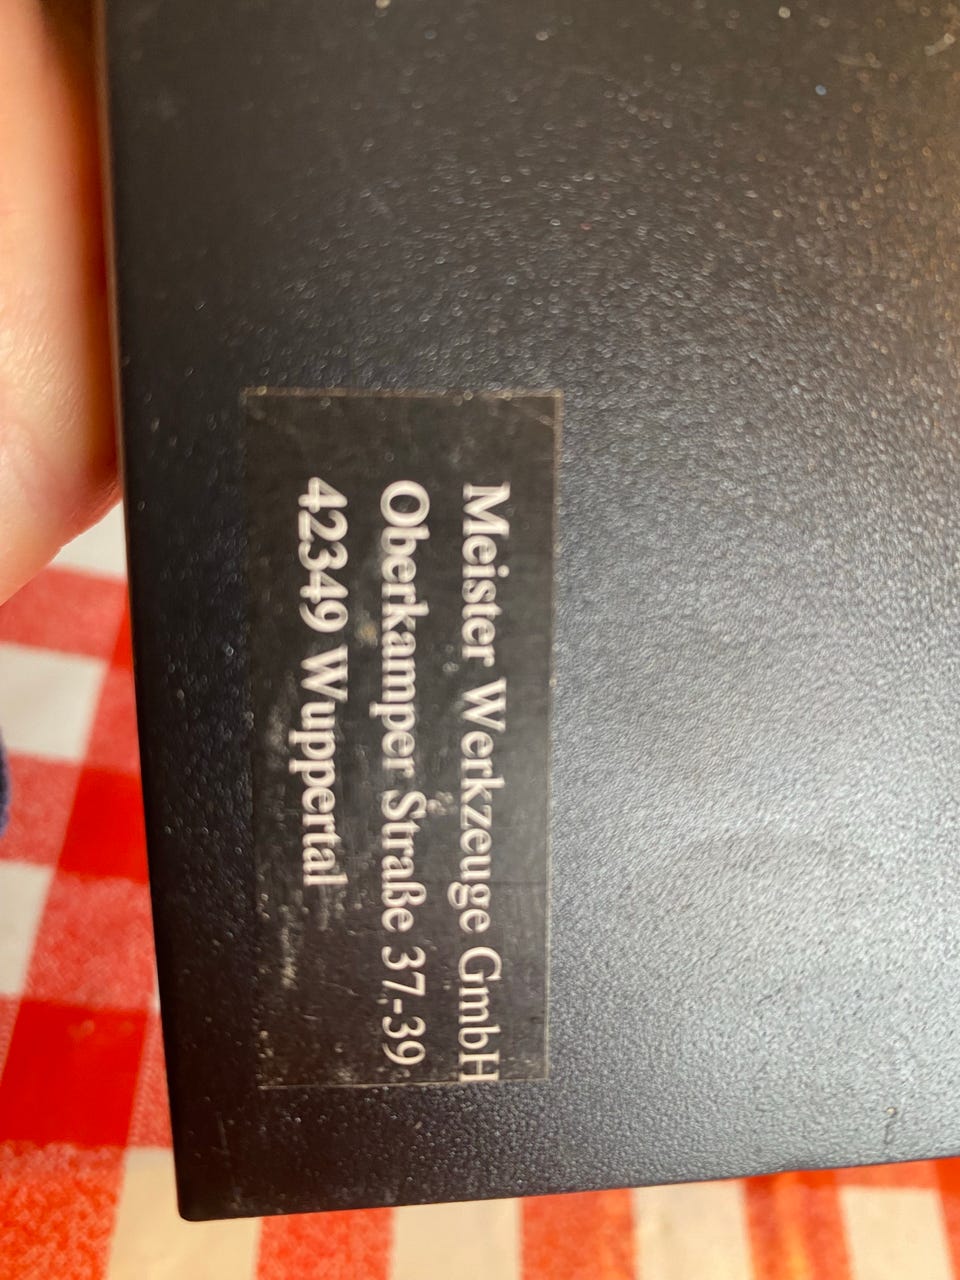 Meister Werkzeuge GmbH
Oberkamper Straße 37-39
42349 Wuppertal